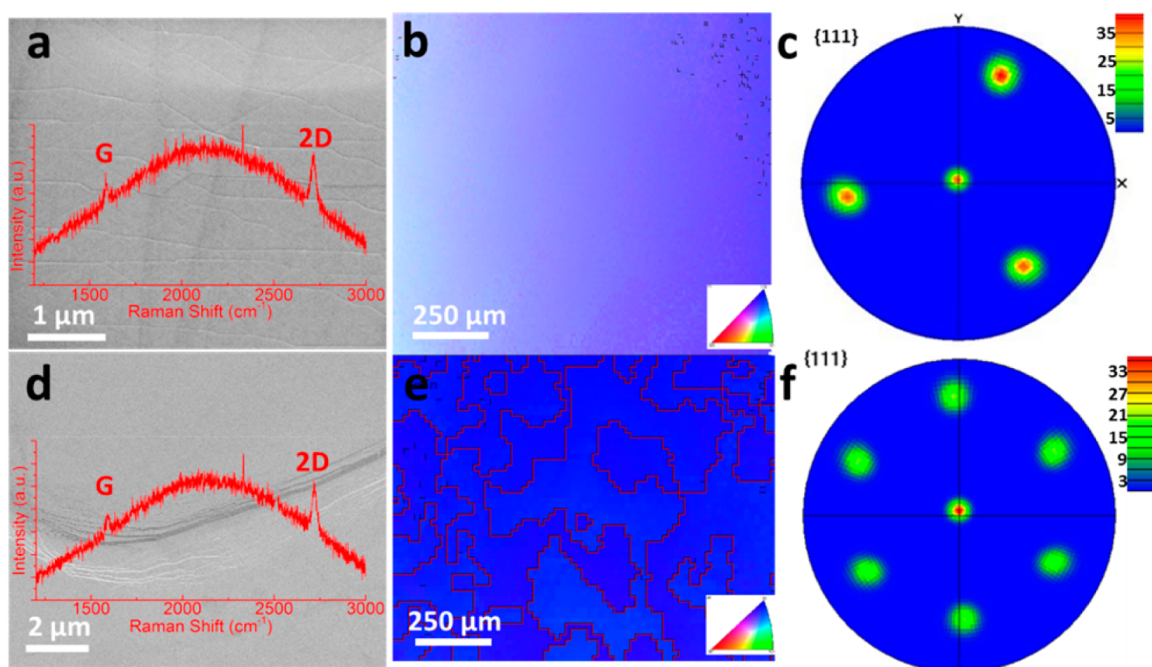 a
Intensity (a.u.)
G
2D
1500 2000 2500 3000
Raman Shift (cm⁻¹)
1 μm
b
250 μm
c
{111}
Y
X
35
25
15
5
d
Intensity (a.u.)
G
2D
1500 2000 2500 3000
Raman Shift (cm⁻¹)
2 μm
e
250 μm
f
{111}
33
27
21
15
9
3